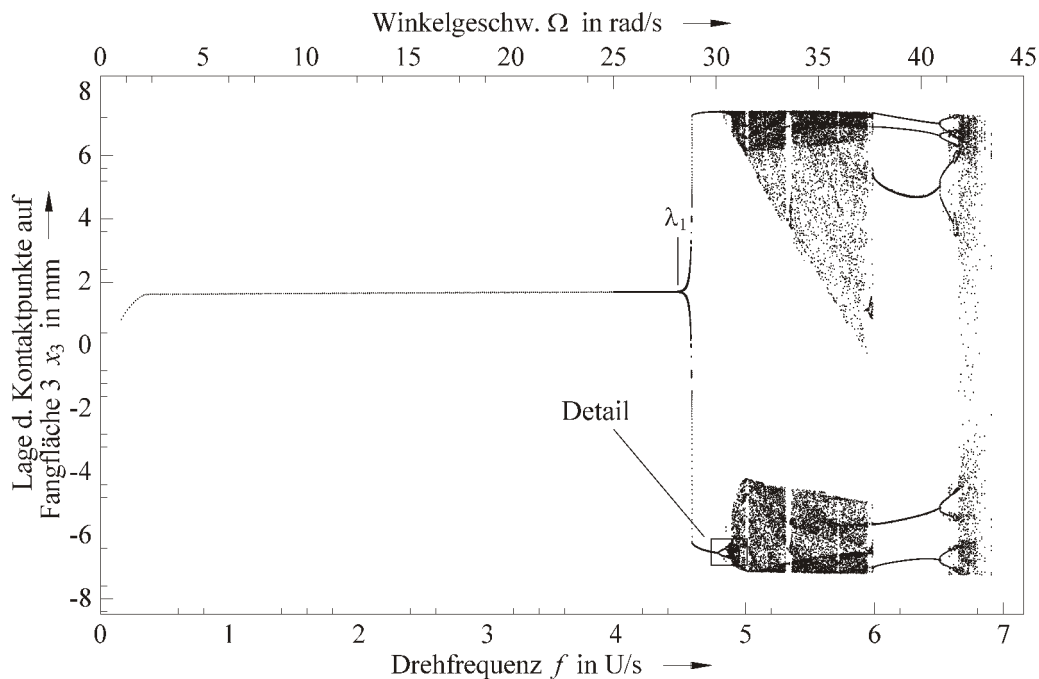 Winkelgeschw. Ω in rad/s
0 5 10 15 20 25 30 35 40 45
Lage d. Kontaktpunkte auf
Fangfläche 3 x₃ in mm
8
6
4
2
0
-2
-4
-6
-8
λ₁
Detail
0 1 2 3 4 5 6 7
Drehfrequenz f in U/s